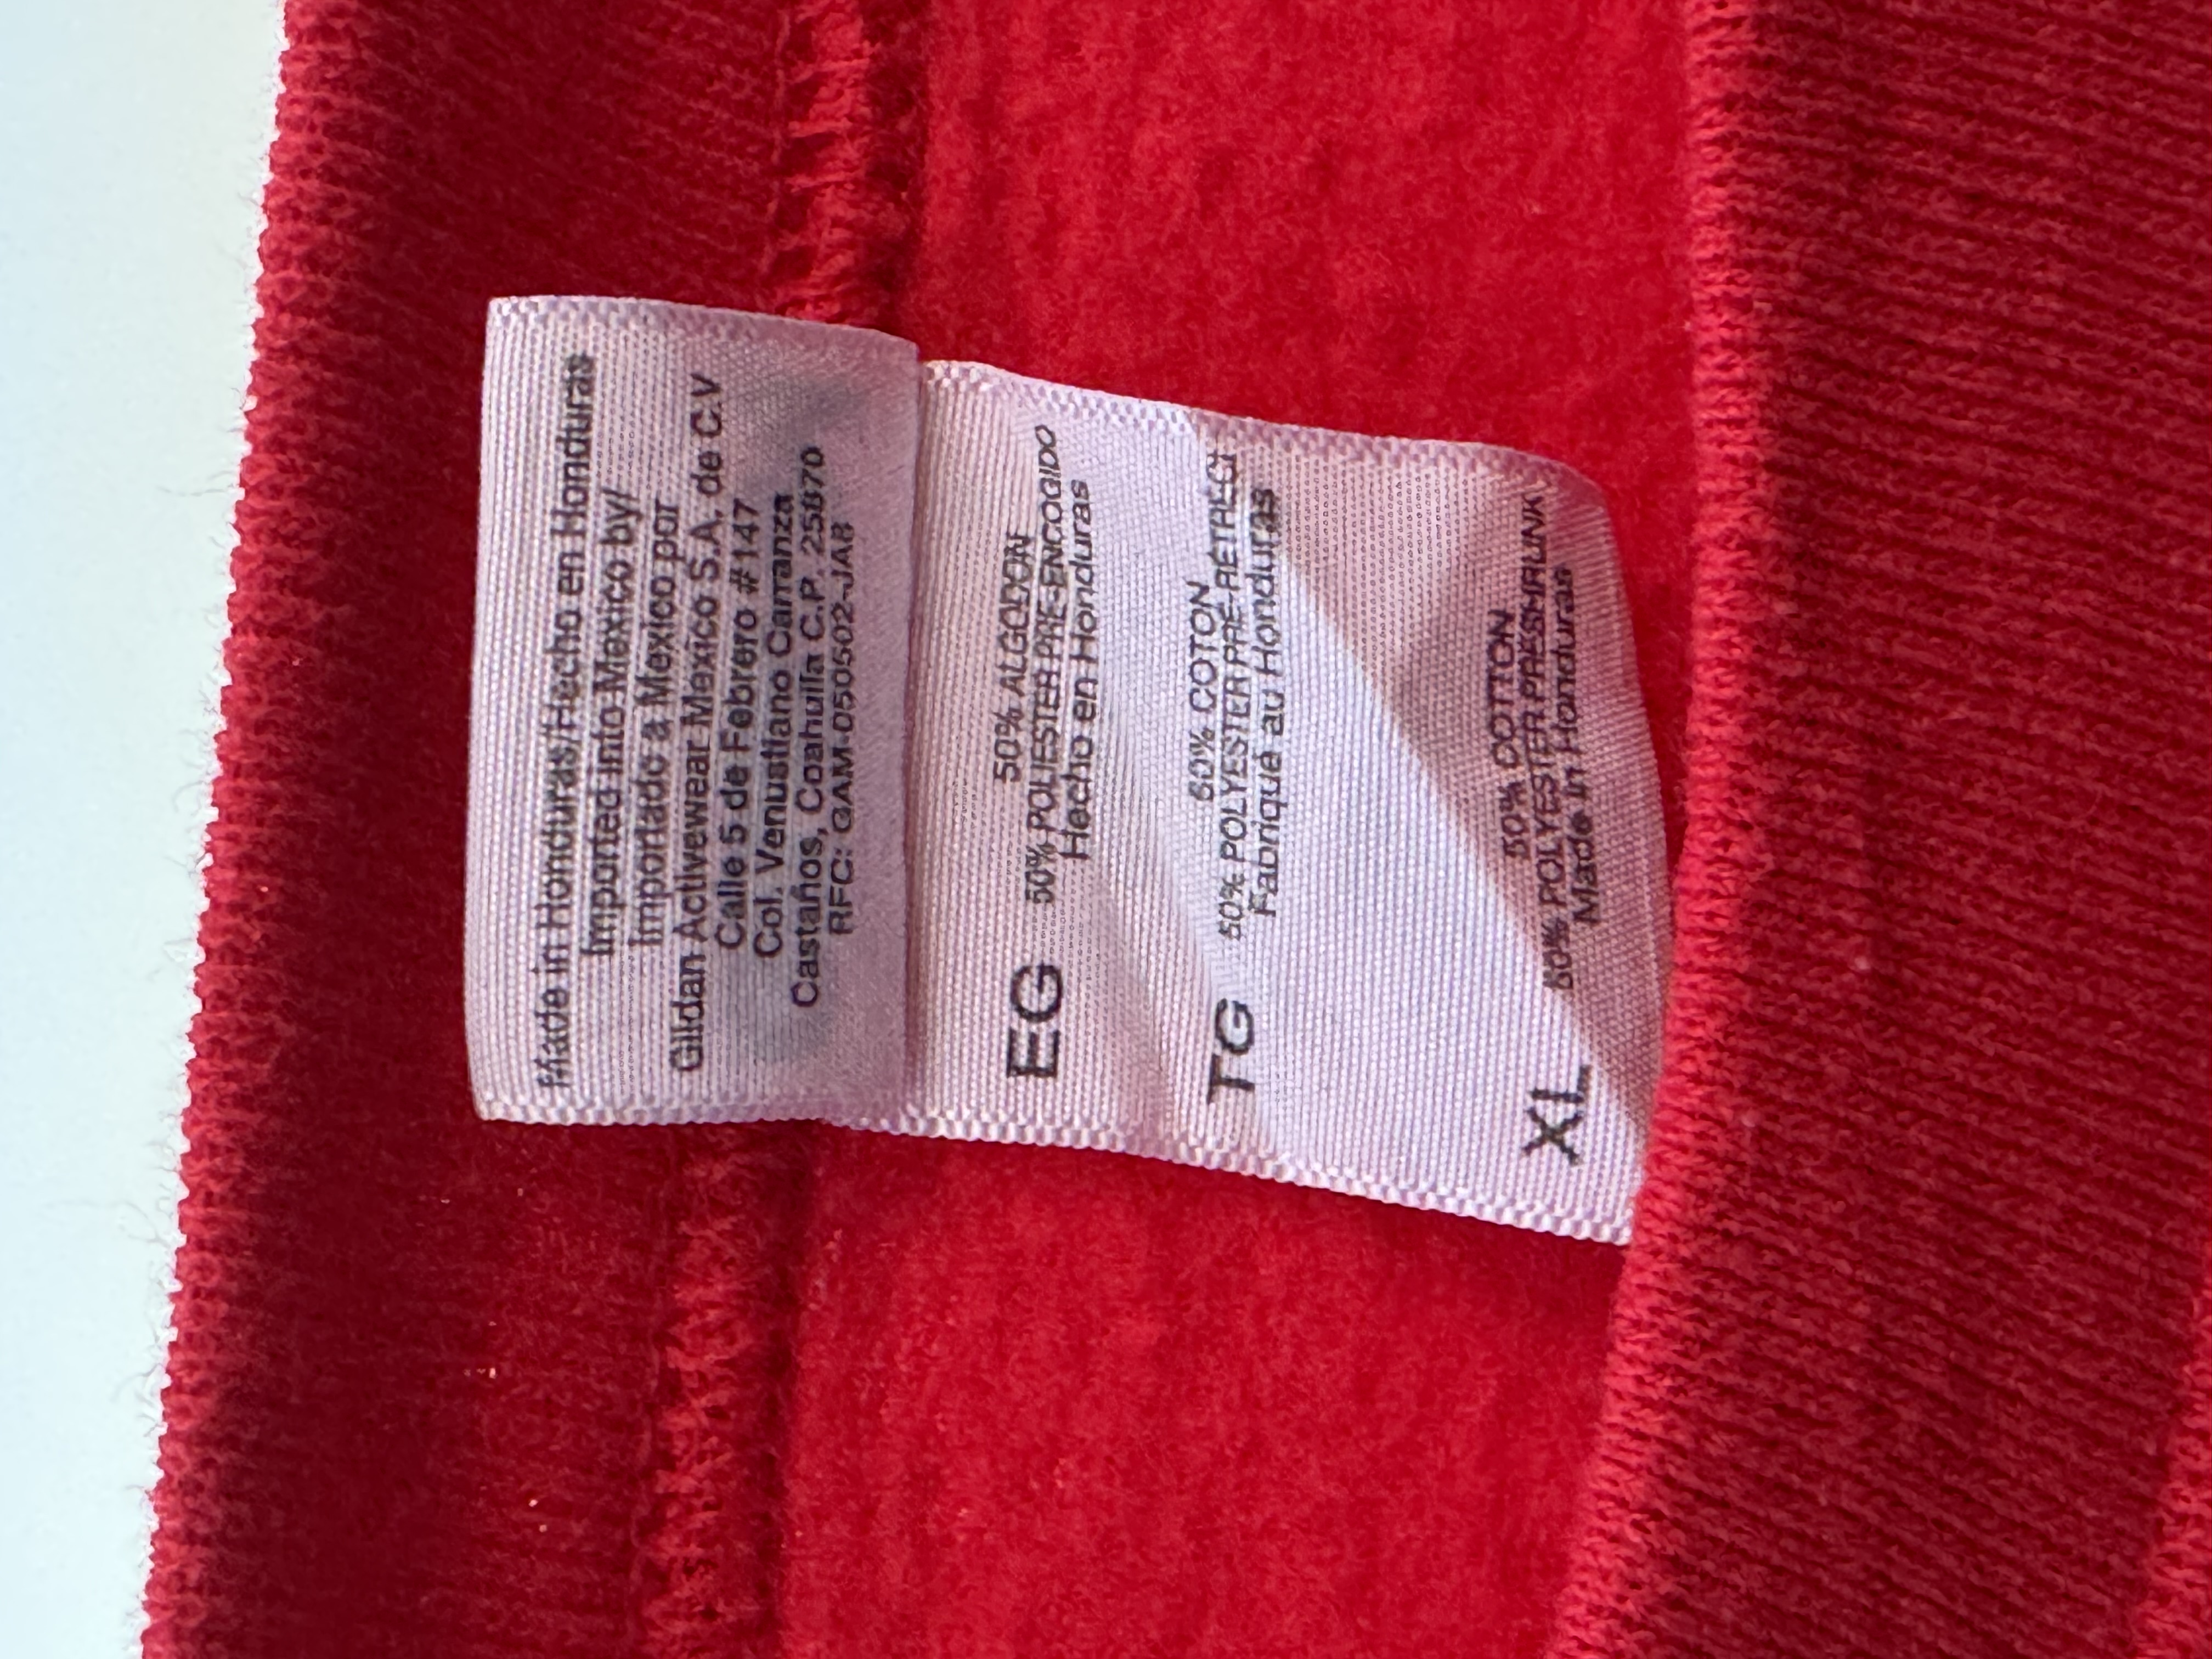 Made in Honduras/Hecho en Honduras
Imported into Mexico by/
Importado a Mexico por
Gildan Activewear Mexico S.A. de C.V
Calle 5 de Febrero #147
Col. Venustiano Carranza
Castaños, Coahuila C.P. 25870
RFC: GAM-050502-JA8
50% ALGODON
EG 50% POLIESTER PRE-ENCOGIDO
Hecho en Honduras
50% COTON
TG 50% POLYESTER PRÉ-RÉTRÉCI
Fabriqué au Honduras
50% COTTON
XL 50% POLYESTER PRESHRUNK
Made in Honduras